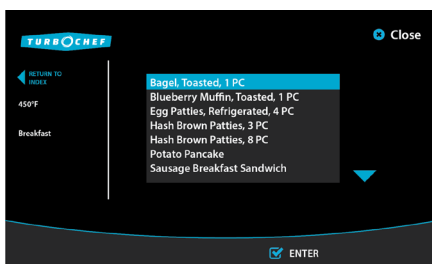 TURBOCHEF
Close
RETURN TO
INDEX
450°F
Breakfast
Bagel, Toasted, 1 PC
Blueberry Muffin, Toasted, 1 PC
Egg Patties, Refrigerated, 4 PC
Hash Brown Patties, 3 PC
Hash Brown Patties, 8 PC
Potato Pancake
Sausage Breakfast Sandwich
ENTER